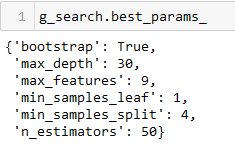 1 g_search.best_params_
{'bootstrap': True,
'max_depth': 30,
'max_features': 9,
'min_samples_leaf': 1,
'min_samples_split': 4,
'n_estimators': 50}